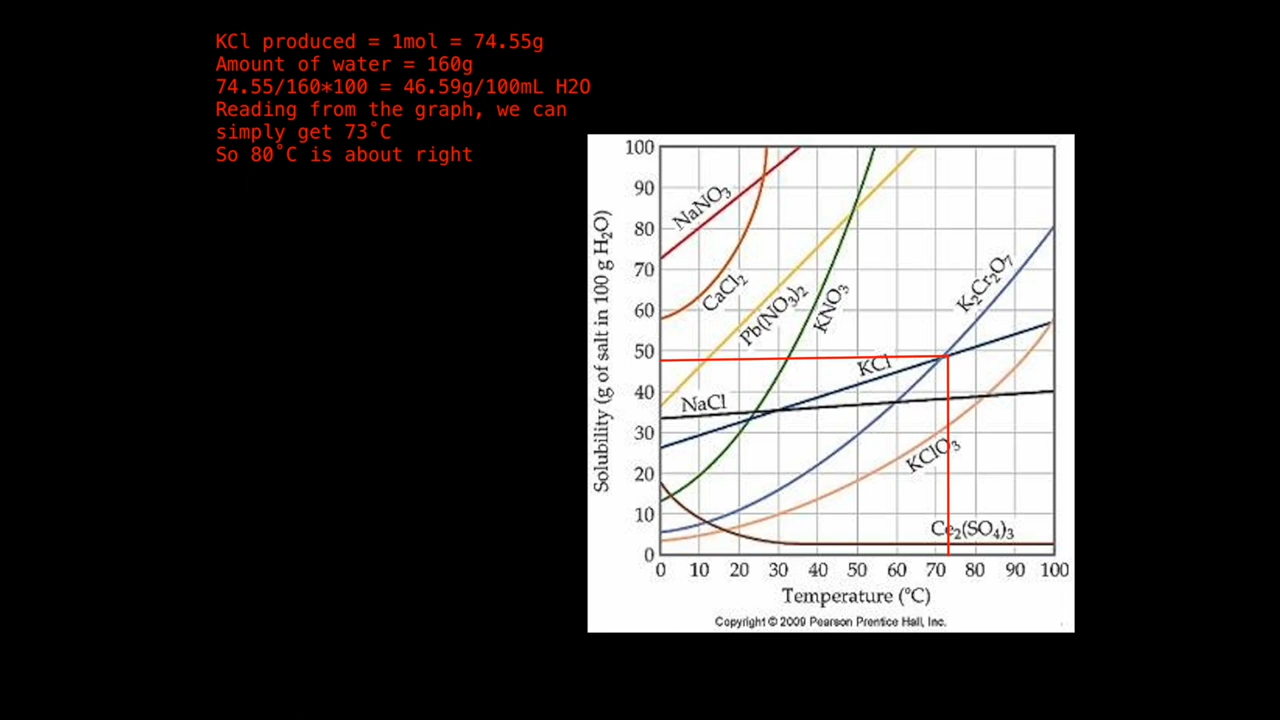 KCl produced = 1mol = 74.55g
Amount of water = 160g
74.55/160*100 = 46.59g/100mL H2O
Reading from the graph, we can
simply get 73˚C
So 80˚C is about right
100
90
80
70
60
50
40
30
20
10
0
Solubility (g of salt in 100 g H₂O)
NaNO₃
CaCl₂
Pb(NO₃)₂
KNO₃
K₂Cr₂O₇
KCl
NaCl
KClO₃
Ce₂(SO₄)₃
0 10 20 30 40 50 60 70 80 90 100
Temperature (°C)
Copyright © 2009 Pearson Prentice Hall, Inc.